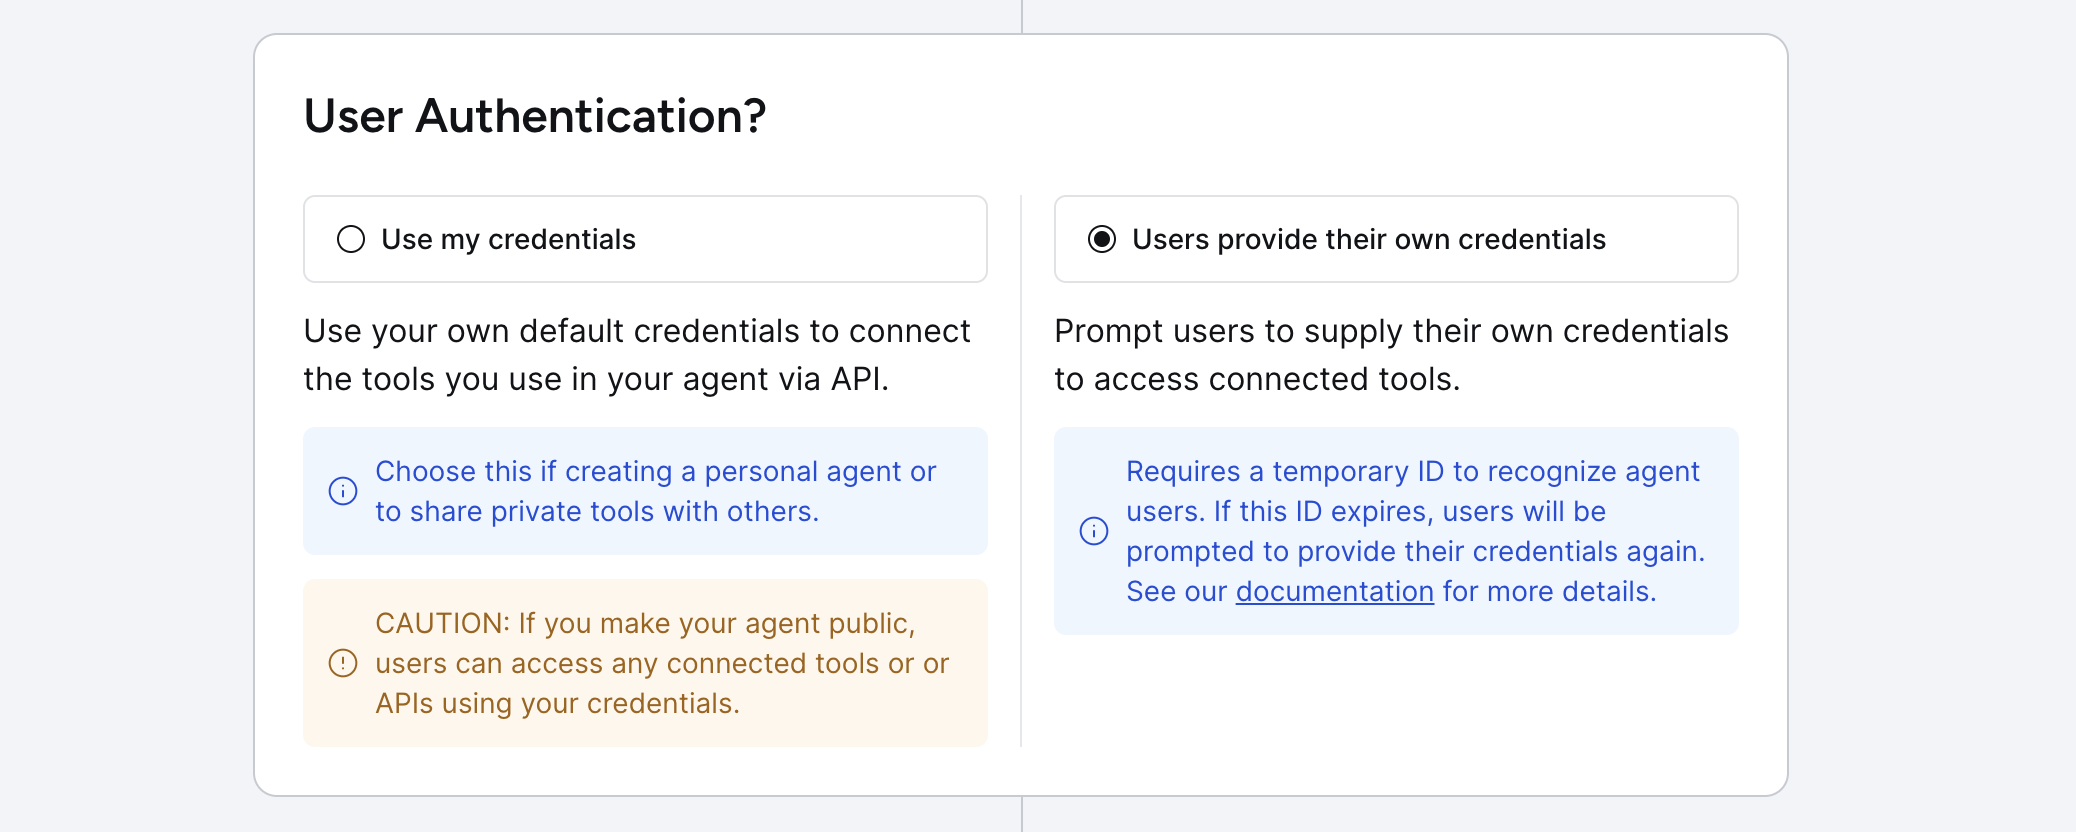 User Authentication?
Use my credentials
Use your own default credentials to connect
the tools you use in your agent via API.
Choose this if creating a personal agent or
to share private tools with others.
CAUTION: If you make your agent public,
users can access any connected tools or or
APIs using your credentials.
Users provide their own credentials
Prompt users to supply their own credentials
to access connected tools.
Requires a temporary ID to recognize agent
users. If this ID expires, users will be
prompted to provide their credentials again.
See our documentation for more details.